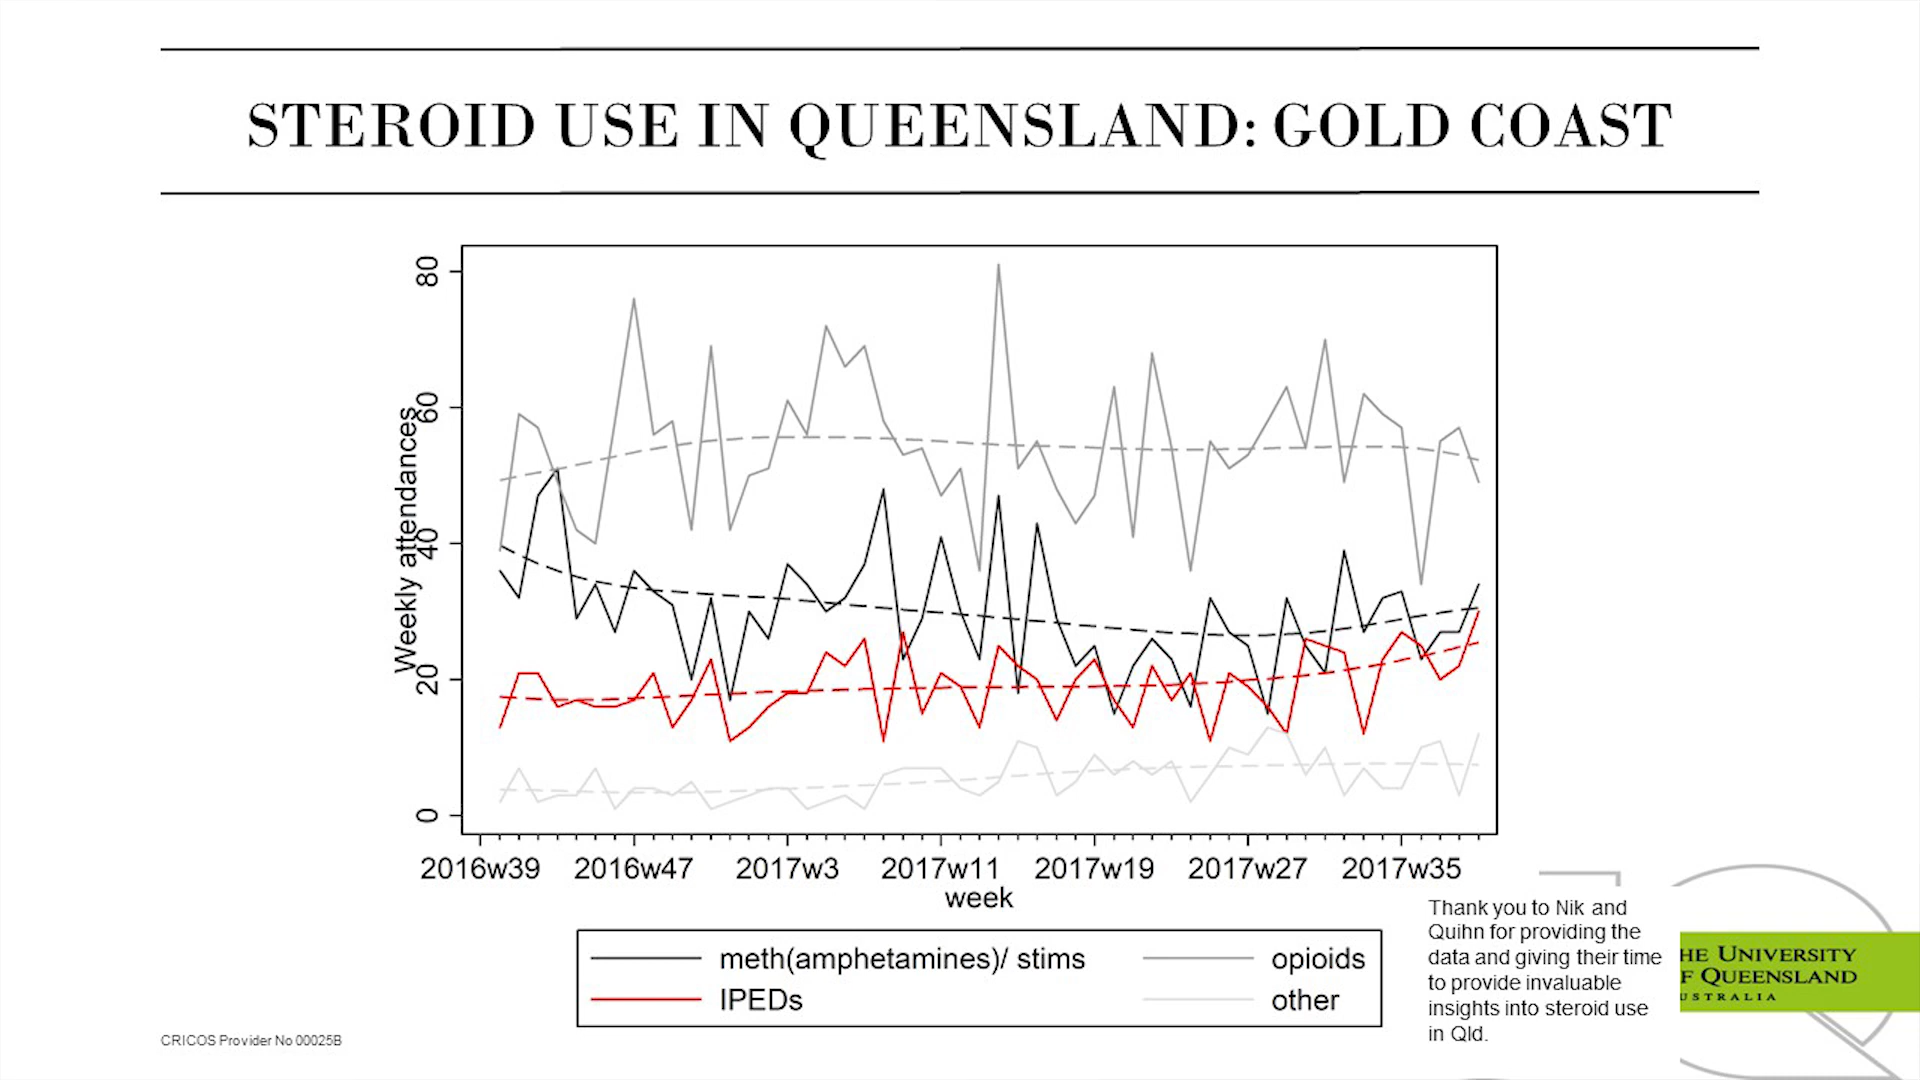 STEROID USE IN QUEENSLAND: GOLD COAST
80
60
40
20
0
Weekly attendances
2016w39 2016w47 2017w3 2017w11 2017w19 2017w27 2017w35
week
meth(amphetamines)/ stims opioids
IPEDs other
Thank you to Nik and
Quihn for providing the
data and giving their time
to provide invaluable
insights into steroid use
in Qld.
HE UNIVERSITY
F QUEENSLAND
USTRALIA
CRICOS Provider No 00025B